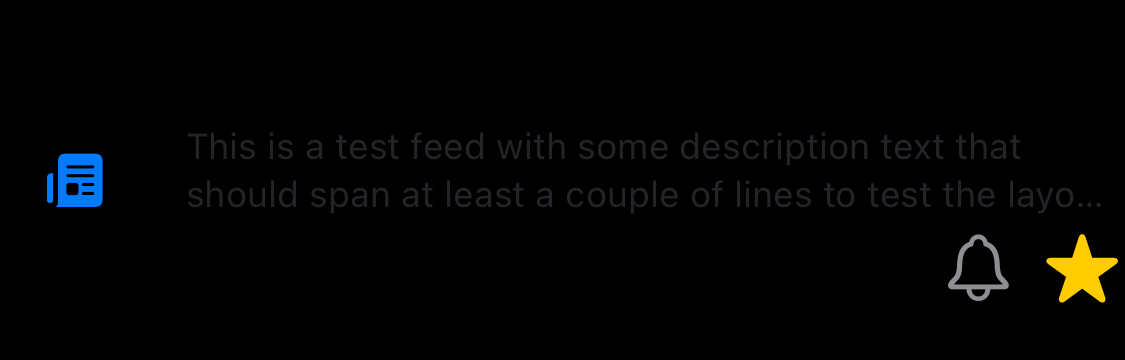 This is a test feed with some description text that
should span at least a couple of lines to test the layo...